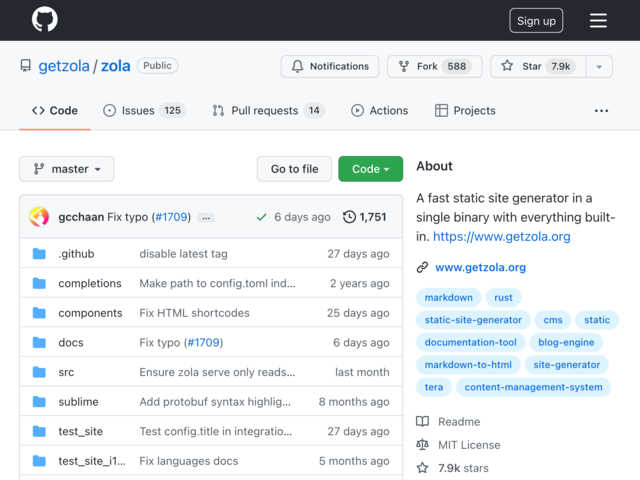 Sign up
getzola / zola Public
Notifications
Fork 588
Star 7.9k
Code
Issues 125
Pull requests 14
Actions
Projects
...
master
Go to file
Code
gcchaan Fix typo (#1709) ...
6 days ago
1,751
.github disable latest tag 27 days ago
completions Make path to config.toml ind... 2 years ago
components Fix HTML shortcodes 25 days ago
docs Fix typo (#1709) 6 days ago
src Ensure zola serve only reads... last month
sublime Add protobuf syntax highlig... 8 months ago
test_site Test config.title in integratio... 27 days ago
test_site_i1... Fix languages docs 5 months ago
About
A fast static site generator in a
single binary with everything built-
in. https://www.getzola.org
www.getzola.org
markdown rust
static-site-generator cms static
documentation-tool blog-engine
markdown-to-html site-generator
tera content-management-system
Readme
MIT License
7.9k stars